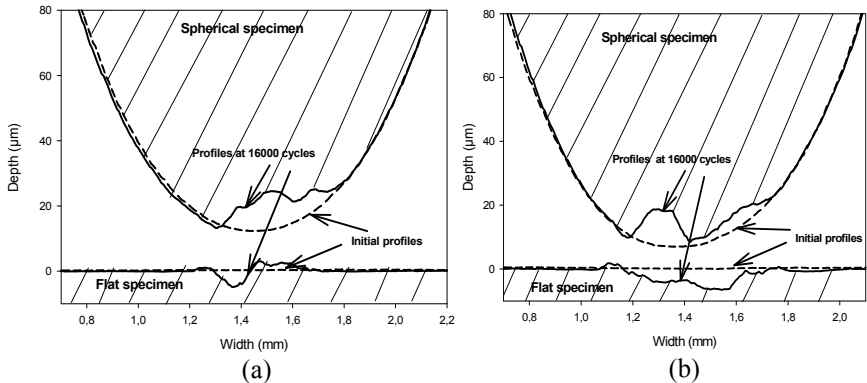 80
60
40
20
0
Depth (µm)
Spherical specimen
Profiles at 16000 cycles
Initial profiles
Flat specimen
0,8
1,0
1,2
1,4
1,6
1,8
2,0
2,2
Width (mm)
(a)
80
60
40
20
0
Depth (µm)
Spherical specimen
Profiles at 16000 cycles
Initial profiles
Flat specimen
0,8
1,0
1,2
1,4
1,6
1,8
2,0
Width (mm)
(b)